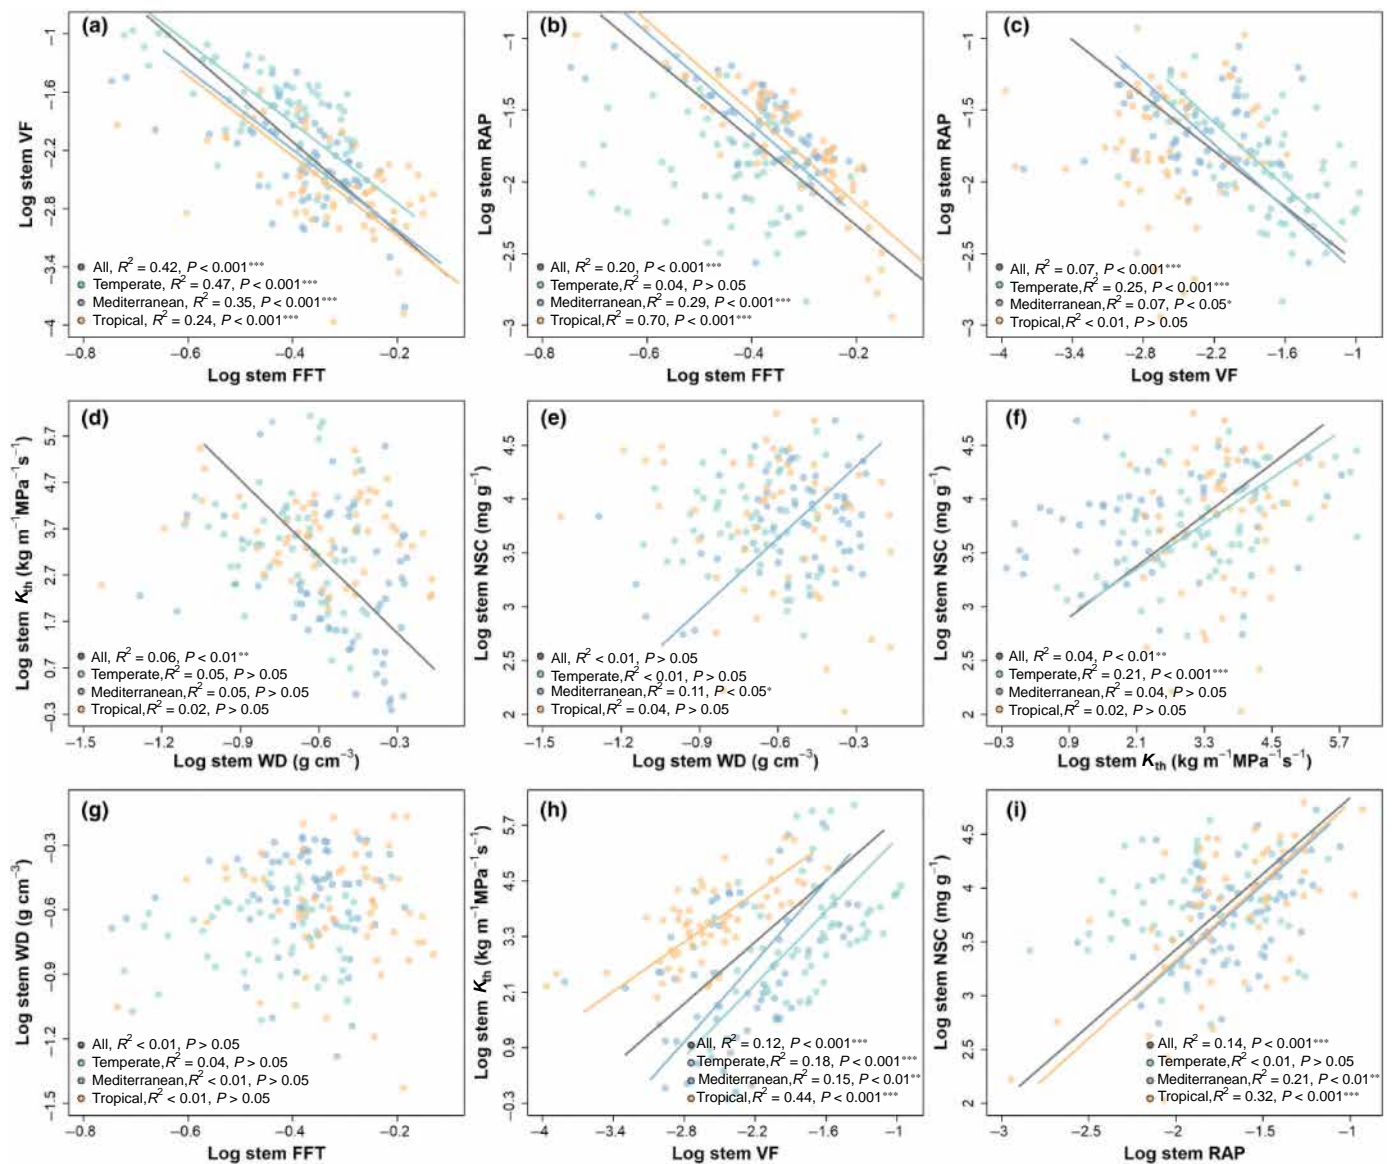 (a)
Log stem VF
−1
−1.6
−2.2
−2.8
−3.4
−4
All, R² = 0.42, P < 0.001***
Temperate, R² = 0.47, P < 0.001***
Mediterranean, R² = 0.35, P < 0.001***
Tropical, R² = 0.24, P < 0.001***
−0.8 −0.6 −0.4 −0.2
Log stem FFT
(b)
Log stem RAP
−1
−1.5
−2
−2.5
−3
All, R² = 0.20, P < 0.001***
Temperate, R² = 0.04, P > 0.05
Mediterranean, R² = 0.29, P < 0.001***
Tropical, R² = 0.70, P < 0.001***
−0.8 −0.6 −0.4 −0.2
Log stem FFT
(c)
Log stem RAP
−1
−1.5
−2
−2.5
−3
All, R² = 0.07, P < 0.001***
Temperate, R² = 0.25, P < 0.001***
Mediterranean, R² = 0.07, P < 0.05*
Tropical, R² < 0.01, P > 0.05
−4 −3.4 −2.8 −2.2 −1.6 −1
Log stem VF
(d)
Log stem Kth (kg m−1MPa−1s−1)
5.7
4.7
3.7
2.7
1.7
0.7
−0.3
All, R² = 0.06, P < 0.01**
Temperate, R² = 0.05, P > 0.05
Mediterranean, R² = 0.05, P > 0.05
Tropical, R² = 0.02, P > 0.05
−1.5 −1.2 −0.9 −0.6 −0.3
Log stem WD (g cm−3)
(e)
Log stem NSC (mg g−1)
4.5
4
3.5
3
2.5
2
All, R² < 0.01, P > 0.05
Temperate, R² < 0.01, P > 0.05
Mediterranean, R² = 0.11, P < 0.05*
Tropical, R² = 0.04, P > 0.05
−1.5 −1.2 −0.9 −0.6 −0.3
Log stem WD (g cm−3)
(f)
Log stem NSC (mg g−1)
4.5
4
3.5
3
2.5
2
All, R² = 0.04, P < 0.01**
Temperate, R² = 0.21, P < 0.001***
Mediterranean, R² = 0.04, P > 0.05
Tropical, R² = 0.02, P > 0.05
−0.3 0.9 2.1 3.3 4.5 5.7
Log stem Kth (kg m−1MPa−1s−1)
(g)
Log stem WD (g cm−3)
−0.3
−0.6
−0.9
−1.2
−1.5
All, R² < 0.01, P > 0.05
Temperate, R² = 0.04, P > 0.05
Mediterranean, R² < 0.01, P > 0.05
Tropical, R² < 0.01, P > 0.05
−0.8 −0.6 −0.4 −0.2
Log stem FFT
(h)
Log stem Kth (kg m−1MPa−1s−1)
5.7
4.5
3.3
2.1
0.9
−0.3
All, R² = 0.12, P < 0.001***
Temperate, R² = 0.18, P < 0.001***
Mediterranean, R² = 0.15, P < 0.01**
Tropical, R² = 0.44, P < 0.001***
−4 −3.4 −2.8 −2.2 −1.6 −1
Log stem VF
(i)
Log stem NSC (mg g−1)
4.5
4
3.5
3
2.5
2
All, R² = 0.14, P < 0.001***
Temperate, R² < 0.01, P > 0.05
Mediterranean, R² = 0.21, P < 0.01**
Tropical, R² = 0.32, P < 0.001***
−3 −2.5 −2 −1.5 −1
Log stem RAP